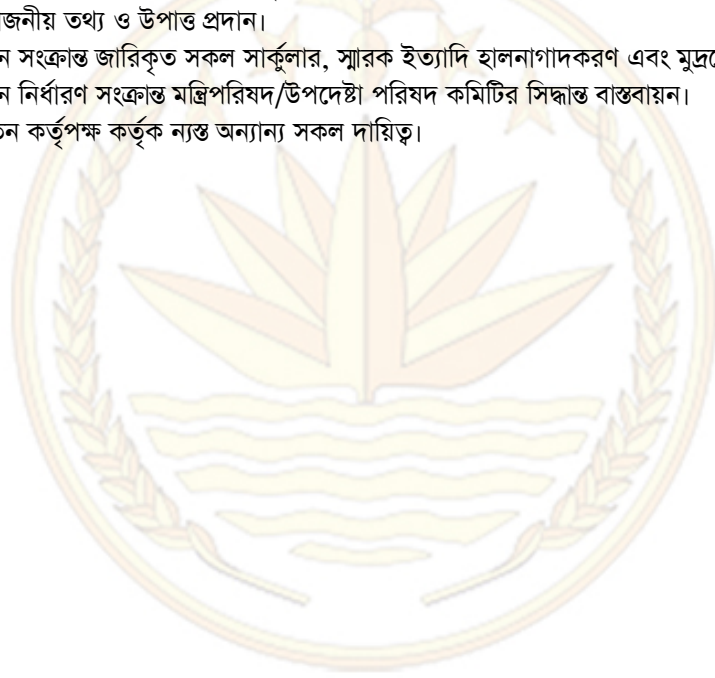 জনীয় তথ্য ও উপাত্ত প্রদান।
ন সংক্রান্ত জারিকৃত সকল সার্কুলার, স্মারক ইত্যাদি হালনাগাদকরণ এবং মুদ্র
ন নির্ধারণ সংক্রান্ত মন্ত্রিপরিষদ/উপদেষ্টা পরিষদ কমিটির সিদ্ধান্ত বাস্তবায়ন।
তন কর্তৃপক্ষ কর্তৃক ন্যস্ত অন্যান্য সকল দায়িত্ব।